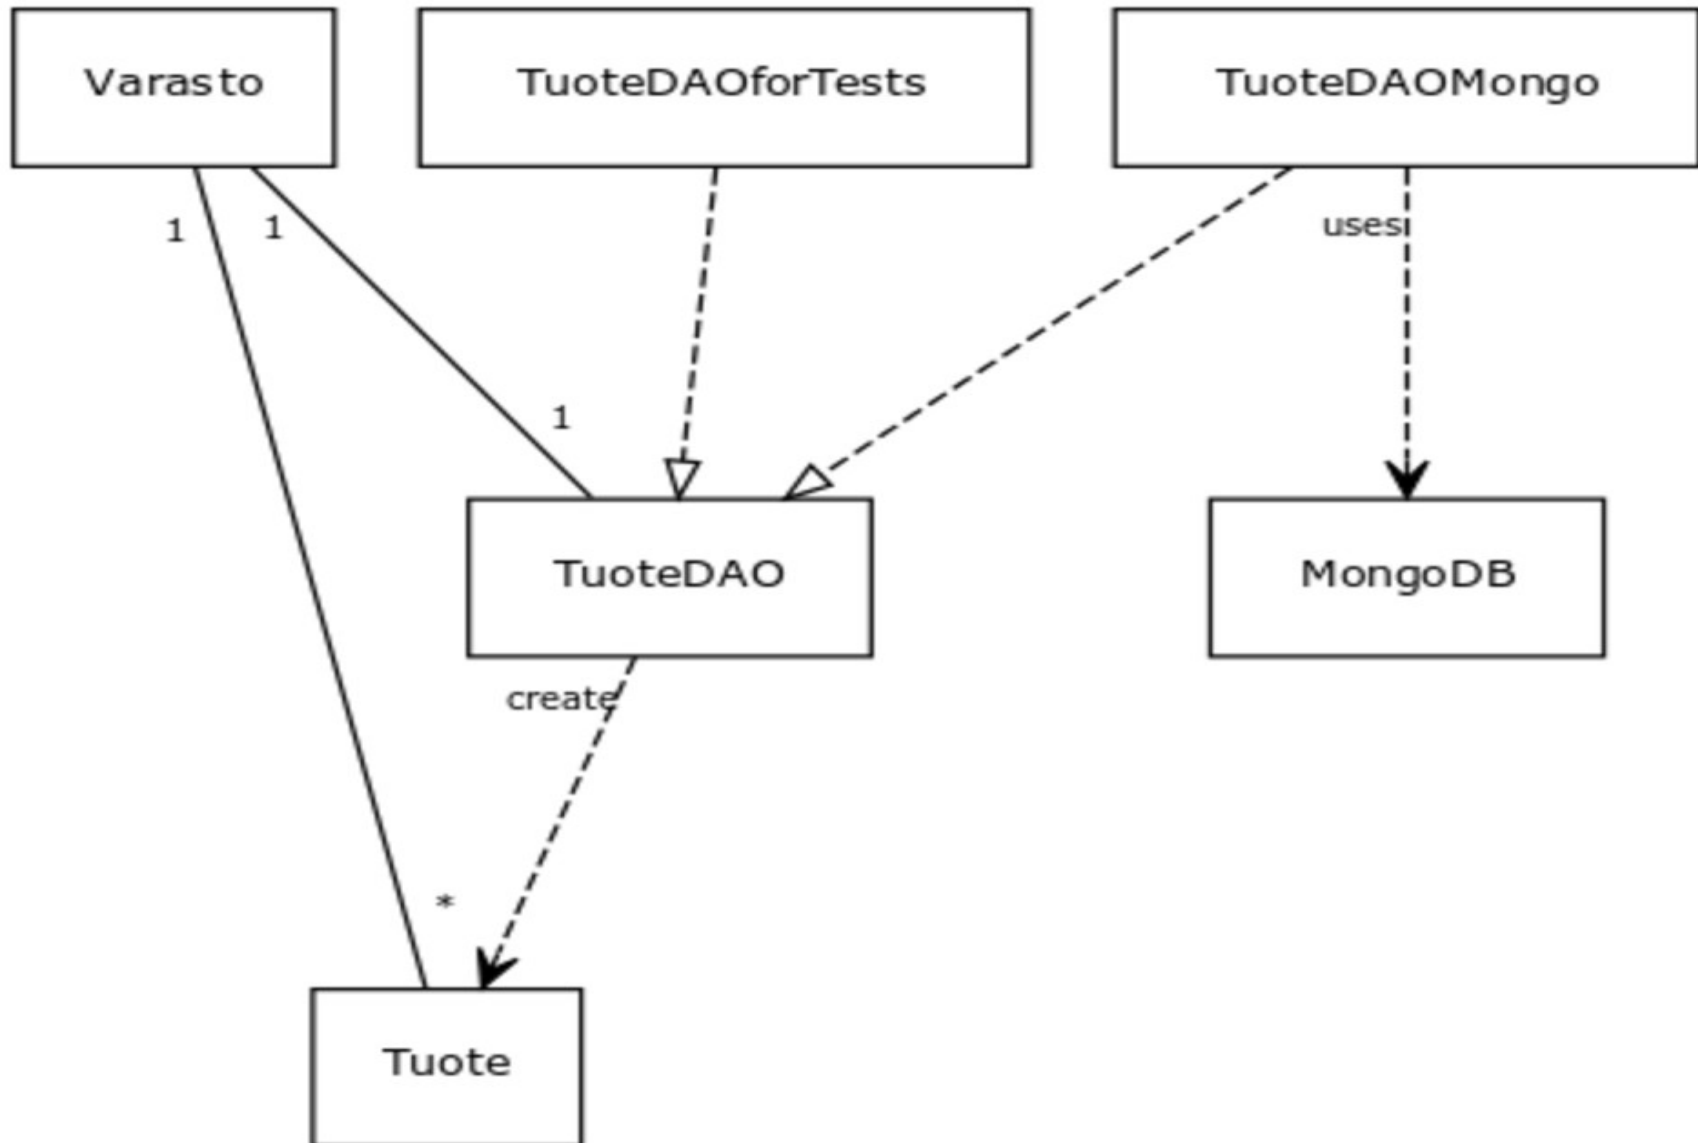 Varasto
TuoteDAOforTests
TuoteDAOMongo
1
1
uses
1
TuoteDAO
MongoDB
create
*
Tuote